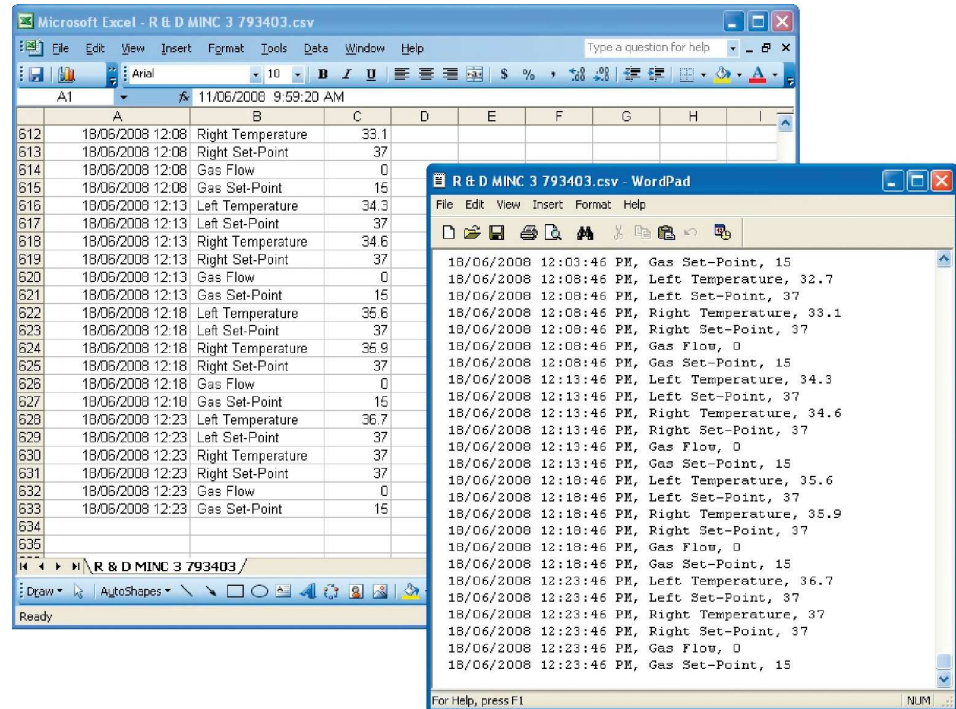 Microsoft Excel - R & D MINC 3 793403.csv
File Edit View Insert Format Tools Data Window Help Type a question for help
Arial 10 B I U $ % ,
A1 fx 11/06/2008 9:59:20 AM
A B C D E F G H I
612 18/06/2008 12:08 Right Temperature 33.1
613 18/06/2008 12:08 Right Set-Point 37
614 18/06/2008 12:08 Gas Flow 0
615 18/06/2008 12:08 Gas Set-Point 15
616 18/06/2008 12:13 Left Temperature 34.3
617 18/06/2008 12:13 Left Set-Point 37
618 18/06/2008 12:13 Right Temperature 34.6
619 18/06/2008 12:13 Right Set-Point 37
620 18/06/2008 12:13 Gas Flow 0
621 18/06/2008 12:13 Gas Set-Point 15
622 18/06/2008 12:18 Left Temperature 35.6
623 18/06/2008 12:18 Left Set-Point 37
624 18/06/2008 12:18 Right Temperature 35.9
625 18/06/2008 12:18 Right Set-Point 37
626 18/06/2008 12:18 Gas Flow 0
627 18/06/2008 12:18 Gas Set-Point 15
628 18/06/2008 12:23 Left Temperature 36.7
629 18/06/2008 12:23 Left Set-Point 37
630 18/06/2008 12:23 Right Temperature 37
631 18/06/2008 12:23 Right Set-Point 37
632 18/06/2008 12:23 Gas Flow 0
633 18/06/2008 12:23 Gas Set-Point 15
634
635
R & D MINC 3 793403
Draw AutoShapes
Ready
R & D MINC 3 793403.csv - WordPad
File Edit View Insert Format Help
18/06/2008 12:03:46 PM, Gas Set-Point, 15
18/06/2008 12:08:46 PM, Left Temperature, 32.7
18/06/2008 12:08:46 PM, Left Set-Point, 37
18/06/2008 12:08:46 PM, Right Temperature, 33.1
18/06/2008 12:08:46 PM, Right Set-Point, 37
18/06/2008 12:08:46 PM, Gas Flow, 0
18/06/2008 12:08:46 PM, Gas Set-Point, 15
18/06/2008 12:13:46 PM, Left Temperature, 34.3
18/06/2008 12:13:46 PM, Left Set-Point, 37
18/06/2008 12:13:46 PM, Right Temperature, 34.6
18/06/2008 12:13:46 PM, Right Set-Point, 37
18/06/2008 12:13:46 PM, Gas Flow, 0
18/06/2008 12:13:46 PM, Gas Set-Point, 15
18/06/2008 12:18:46 PM, Left Temperature, 35.6
18/06/2008 12:18:46 PM, Left Set-Point, 37
18/06/2008 12:18:46 PM, Right Temperature, 35.9
18/06/2008 12:18:46 PM, Right Set-Point, 37
18/06/2008 12:18:46 PM, Gas Flow, 0
18/06/2008 12:18:46 PM, Gas Set-Point, 15
18/06/2008 12:23:46 PM, Left Temperature, 36.7
18/06/2008 12:23:46 PM, Left Set-Point, 37
18/06/2008 12:23:46 PM, Right Temperature, 37
18/06/2008 12:23:46 PM, Right Set-Point, 37
18/06/2008 12:23:46 PM, Gas Flow, 0
18/06/2008 12:23:46 PM, Gas Set-Point, 15
For Help, press F1 NUM